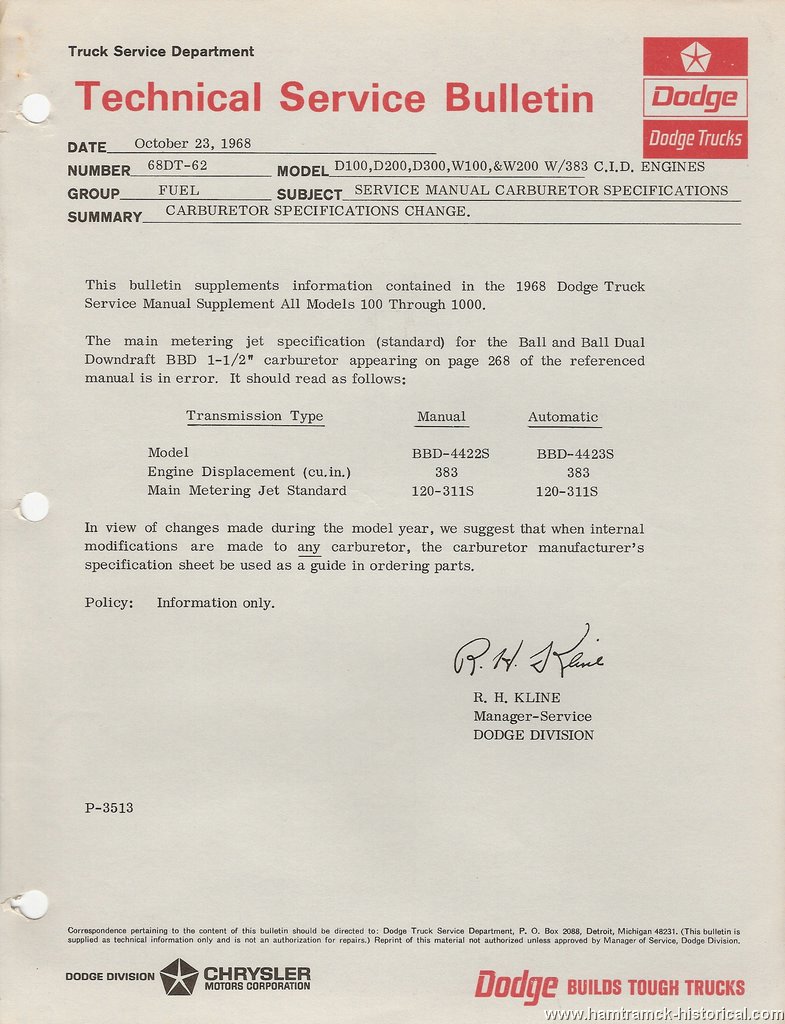 Truck Service Department
Technical Service Bulletin
Dodge
Dodge Trucks
DATE October 23, 1968
NUMBER 68DT-62 MODEL D100,D200,D300,W100,&W200 W/383 C.I.D. ENGINES
GROUP FUEL SUBJECT SERVICE MANUAL CARBURETOR SPECIFICATIONS
SUMMARY CARBURETOR SPECIFICATIONS CHANGE.
This bulletin supplements information contained in the 1968 Dodge Truck
Service Manual Supplement All Models 100 Through 1000.
The main metering jet specification (standard) for the Ball and Ball Dual
Downdraft BBD 1-1/2" carburetor appearing on page 268 of the referenced
manual is in error. It should read as follows:
Transmission Type Manual Automatic
Model BBD-4422S BBD-4423S
Engine Displacement (cu.in.) 383 383
Main Metering Jet Standard 120-311S 120-311S
In view of changes made during the model year, we suggest that when internal
modifications are made to any carburetor, the carburetor manufacturer's
specification sheet be used as a guide in ordering parts.
Policy: Information only.
R. H. Kline
R. H. KLINE
Manager-Service
DODGE DIVISION
P-3513
Correspondence pertaining to the content of this bulletin should be directed to: Dodge Truck Service Department, P. O. Box 2088, Detroit, Michigan 48231. (This bulletin is
supplied as technical information only and is not an authorization for repairs.) Reprint of this material not authorized unless approved by Manager of Service, Dodge Division.
DODGE DIVISION CHRYSLER
MOTORS CORPORATION
Dodge BUILDS TOUGH TRUCKS
www.hamtramck-historical.com